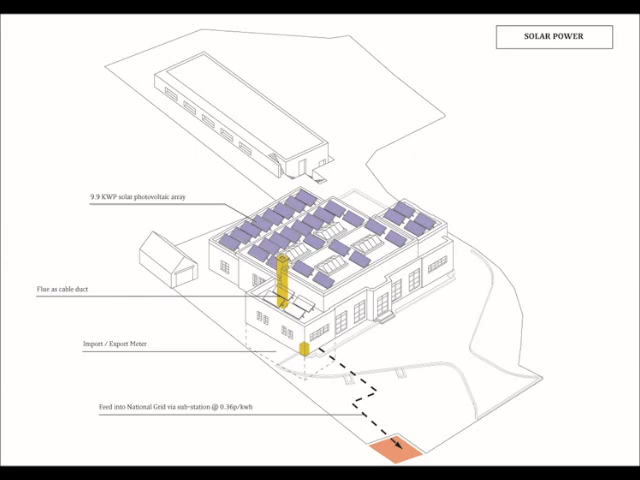 SOLAR POWER
9.9 KWP solar photovoltaic array
Flue as cable duct
Import / Export Meter
Feed into National Grid via sub-station @ 0.36p/kwh